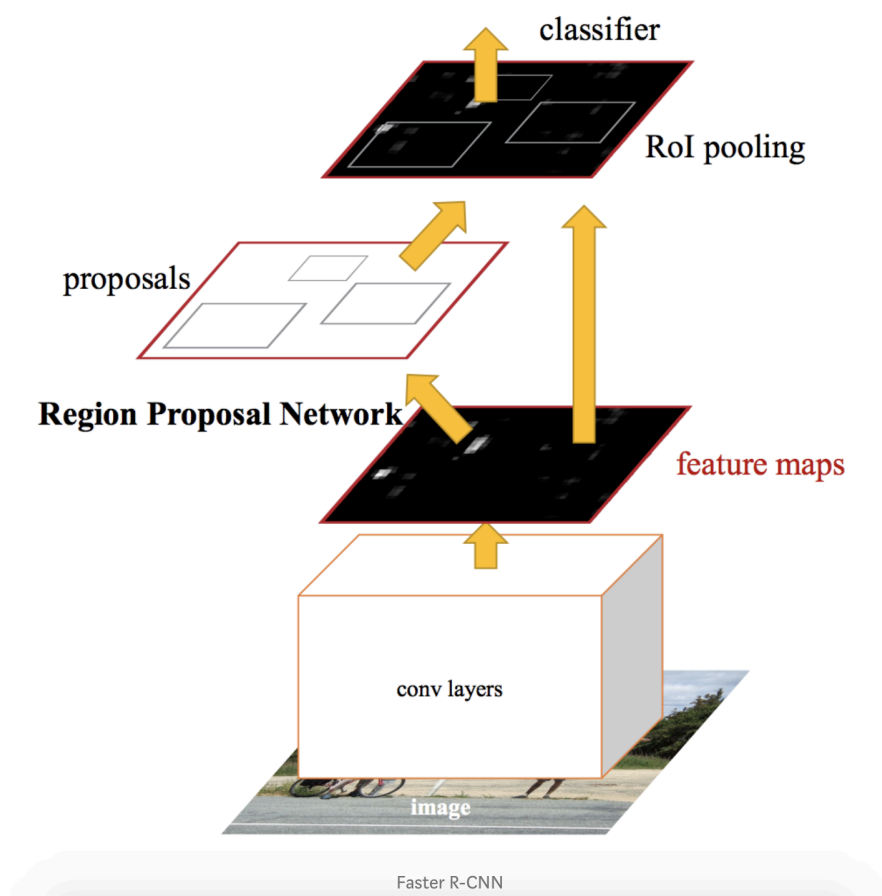 classifier
RoI pooling
proposals
Region Proposal Network
feature maps
conv layers
image
Faster R-CNN